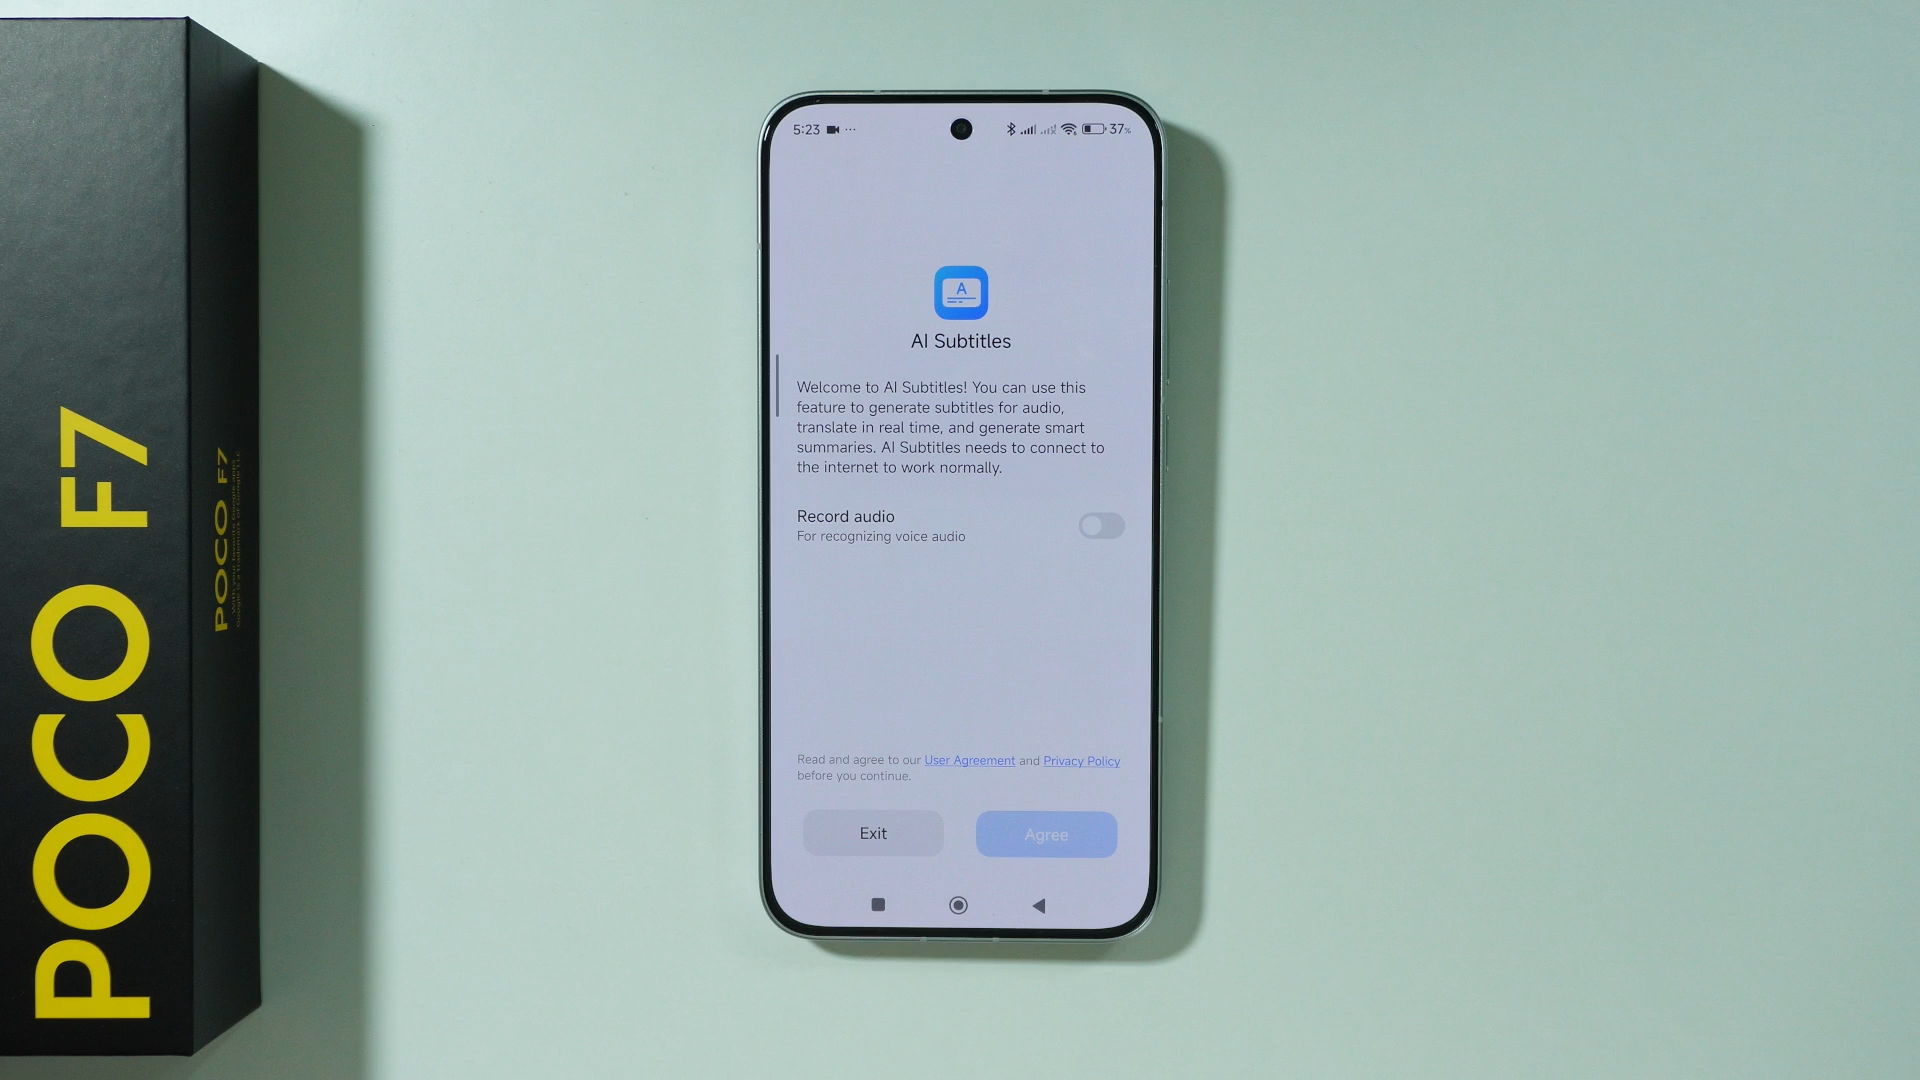 POCO F7
POCO F7
5:23
37%
A
AI Subtitles
Welcome to AI Subtitles! You can use this
feature to generate subtitles for audio,
translate in real time, and generate smart
summaries. AI Subtitles needs to connect to
the internet to work normally.
Record audio
For recognizing voice audio
Read and agree to our User Agreement and Privacy Policy
before you continue.
Exit
Agree